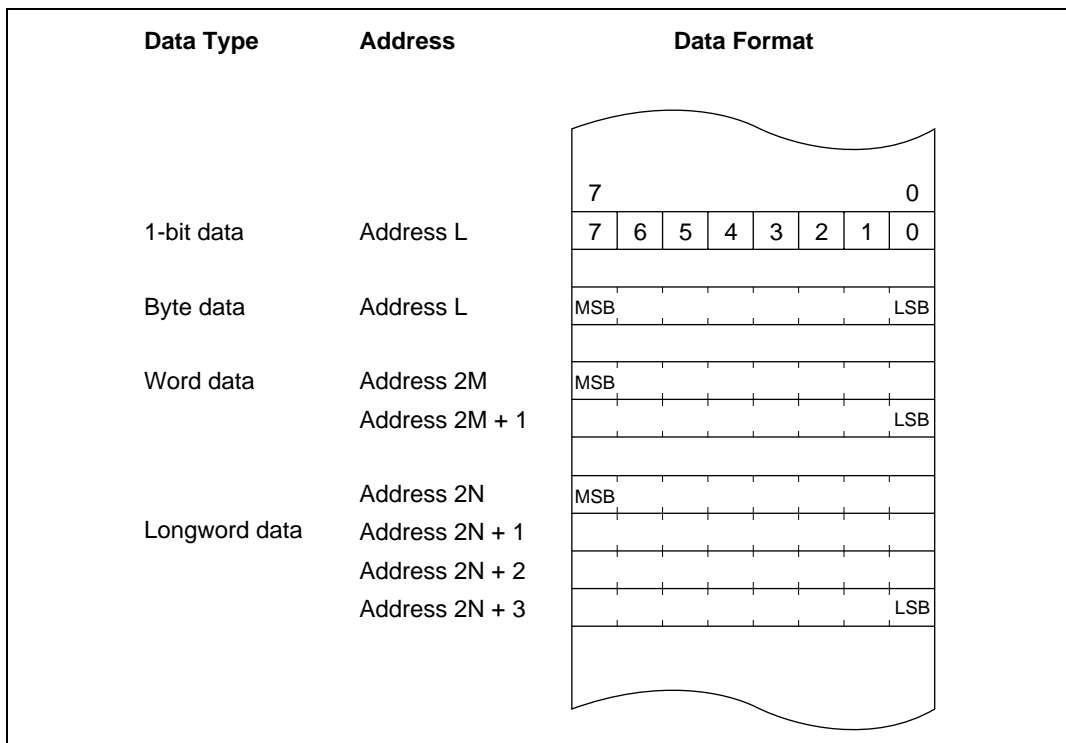 Data Type Address Data Format
7 0
1-bit data Address L 7 6 5 4 3 2 1 0
Byte data Address L MSB LSB
Word data Address 2M MSB
Address 2M + 1 LSB
Address 2N MSB
Longword data Address 2N + 1
Address 2N + 2
Address 2N + 3 LSB